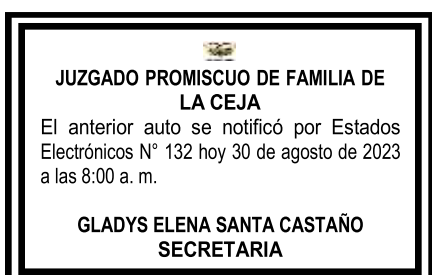 JUZGADO PROMISCUO DE FAMILIA DE
LA CEJA
El anterior auto se notificó por Estados
Electrónicos N° 132 hoy 30 de agosto de 2023
a las 8:00 a. m.
GLADYS ELENA SANTA CASTAÑO
SECRETARIA